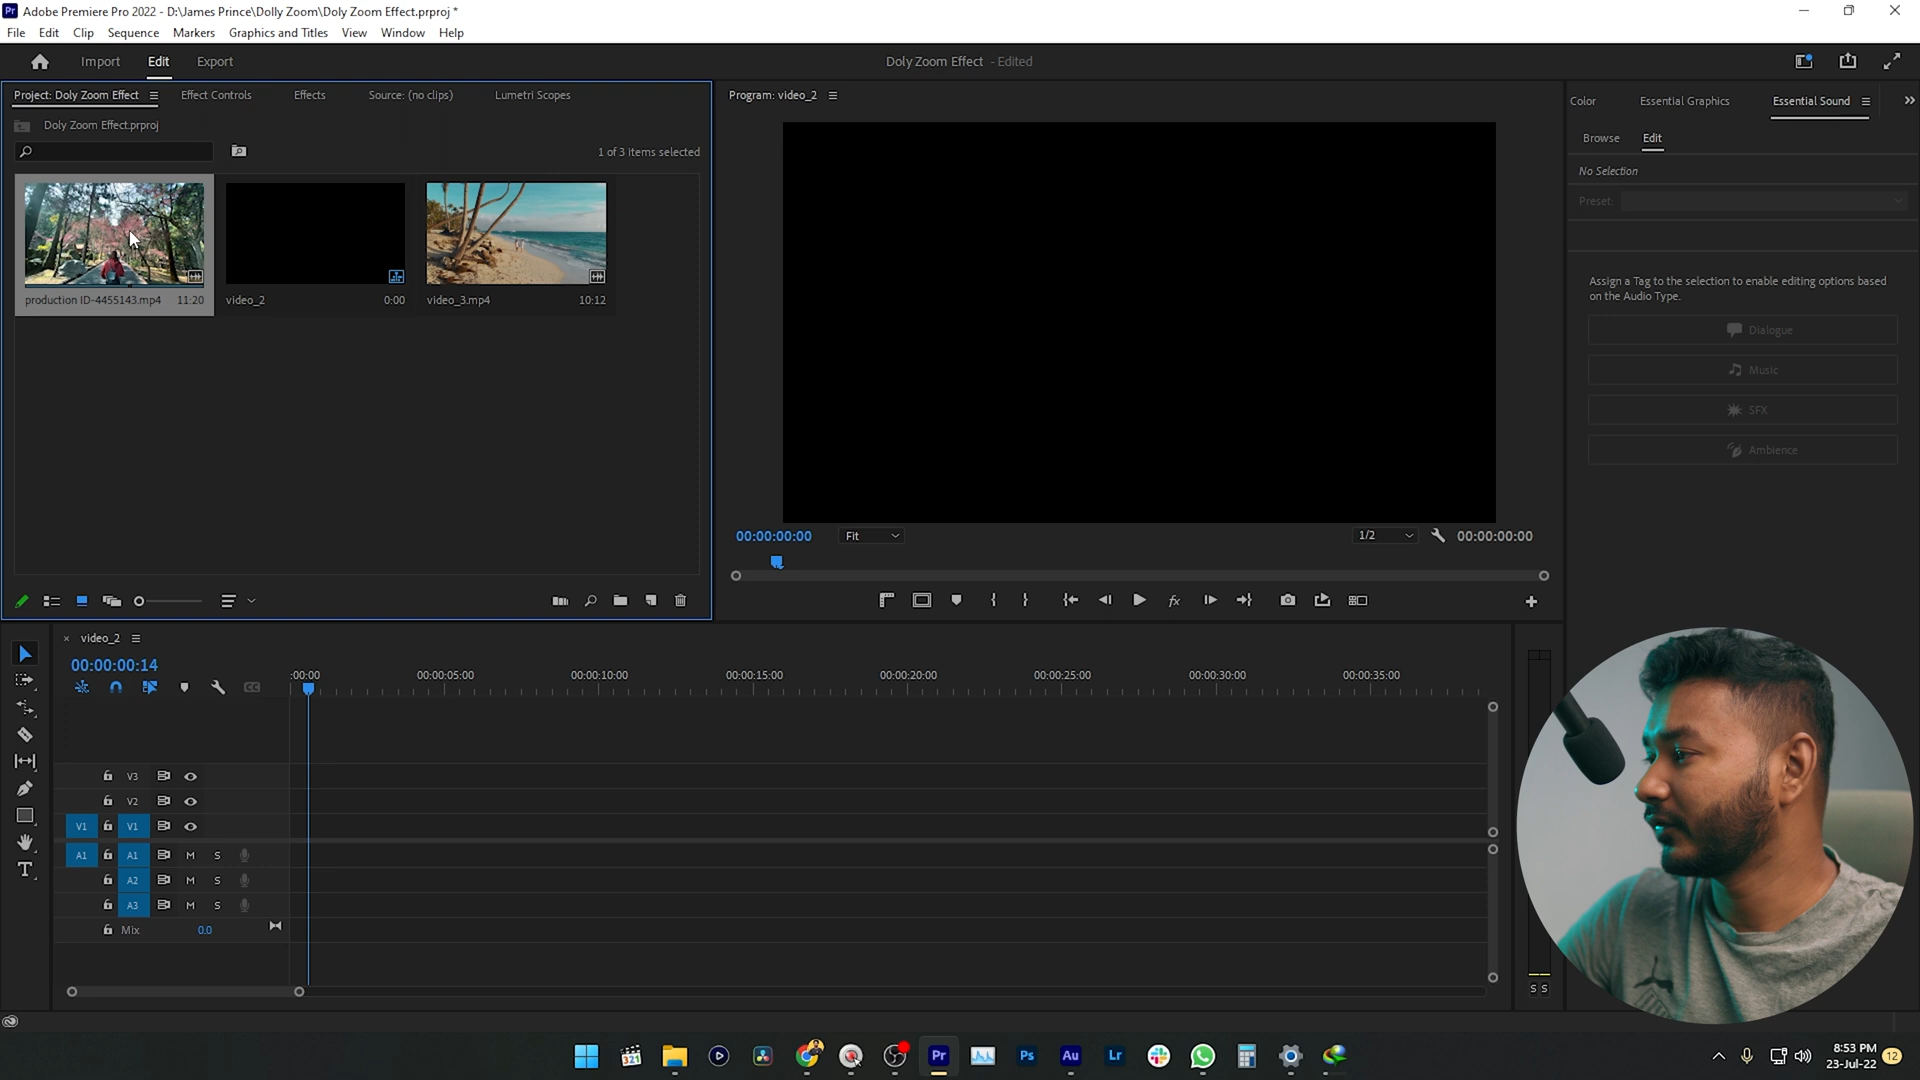 Pr Adobe Premiere Pro 2022 - D:\James Prince\Dolly Zoom\Doly Zoom Effect.prproj *
File Edit Clip Sequence Markers Graphics and Titles View Window Help
Import Edit Export
Doly Zoom Effect - Edited
Project: Doly Zoom Effect Effect Controls Effects Source: (no clips) Lumetri Scopes
Doly Zoom Effect.prproj
1 of 3 items selected
production ID-4455143.mp4 11:20
video_2 0:00
video_3.mp4 10:12
Program: video_2
00:00:00:00 Fit 1/2 00:00:00:00
fx
Color Essential Graphics Essential Sound
Browse Edit
No Selection
Preset:
Assign a Tag to the selection to enable editing options based
on the Audio Type.
Dialogue
Music
SFX
Ambience
× video_2
00:00:00:14
:00:00 00:00:05:00 00:00:10:00 00:00:15:00 00:00:20:00 00:00:25:00 00:00:30:00 00:00:35:00
CC
V3
V2
V1 V1
A1 A1 M S
A2 M S
A3 M S
Mix 0.0
T
S S
321 Pr Ps Au Lr
8:53 PM
23-Jul-22
12